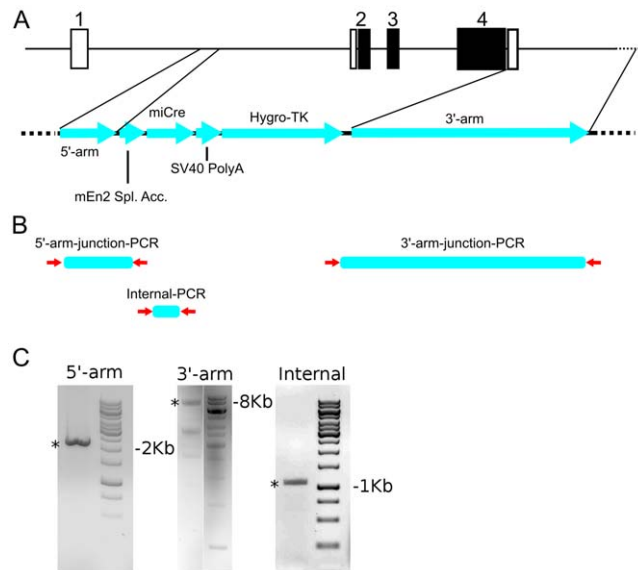 A
1 2 3 4
miCre
Hygro-TK
3'-arm
5'-arm
SV40 PolyA
mEn2 Spl. Acc.
B
5'-arm-junction-PCR 3'-arm-junction-PCR
Internal-PCR
C
5'-arm 3'-arm Internal
* -2Kb
* -8Kb
* -1Kb